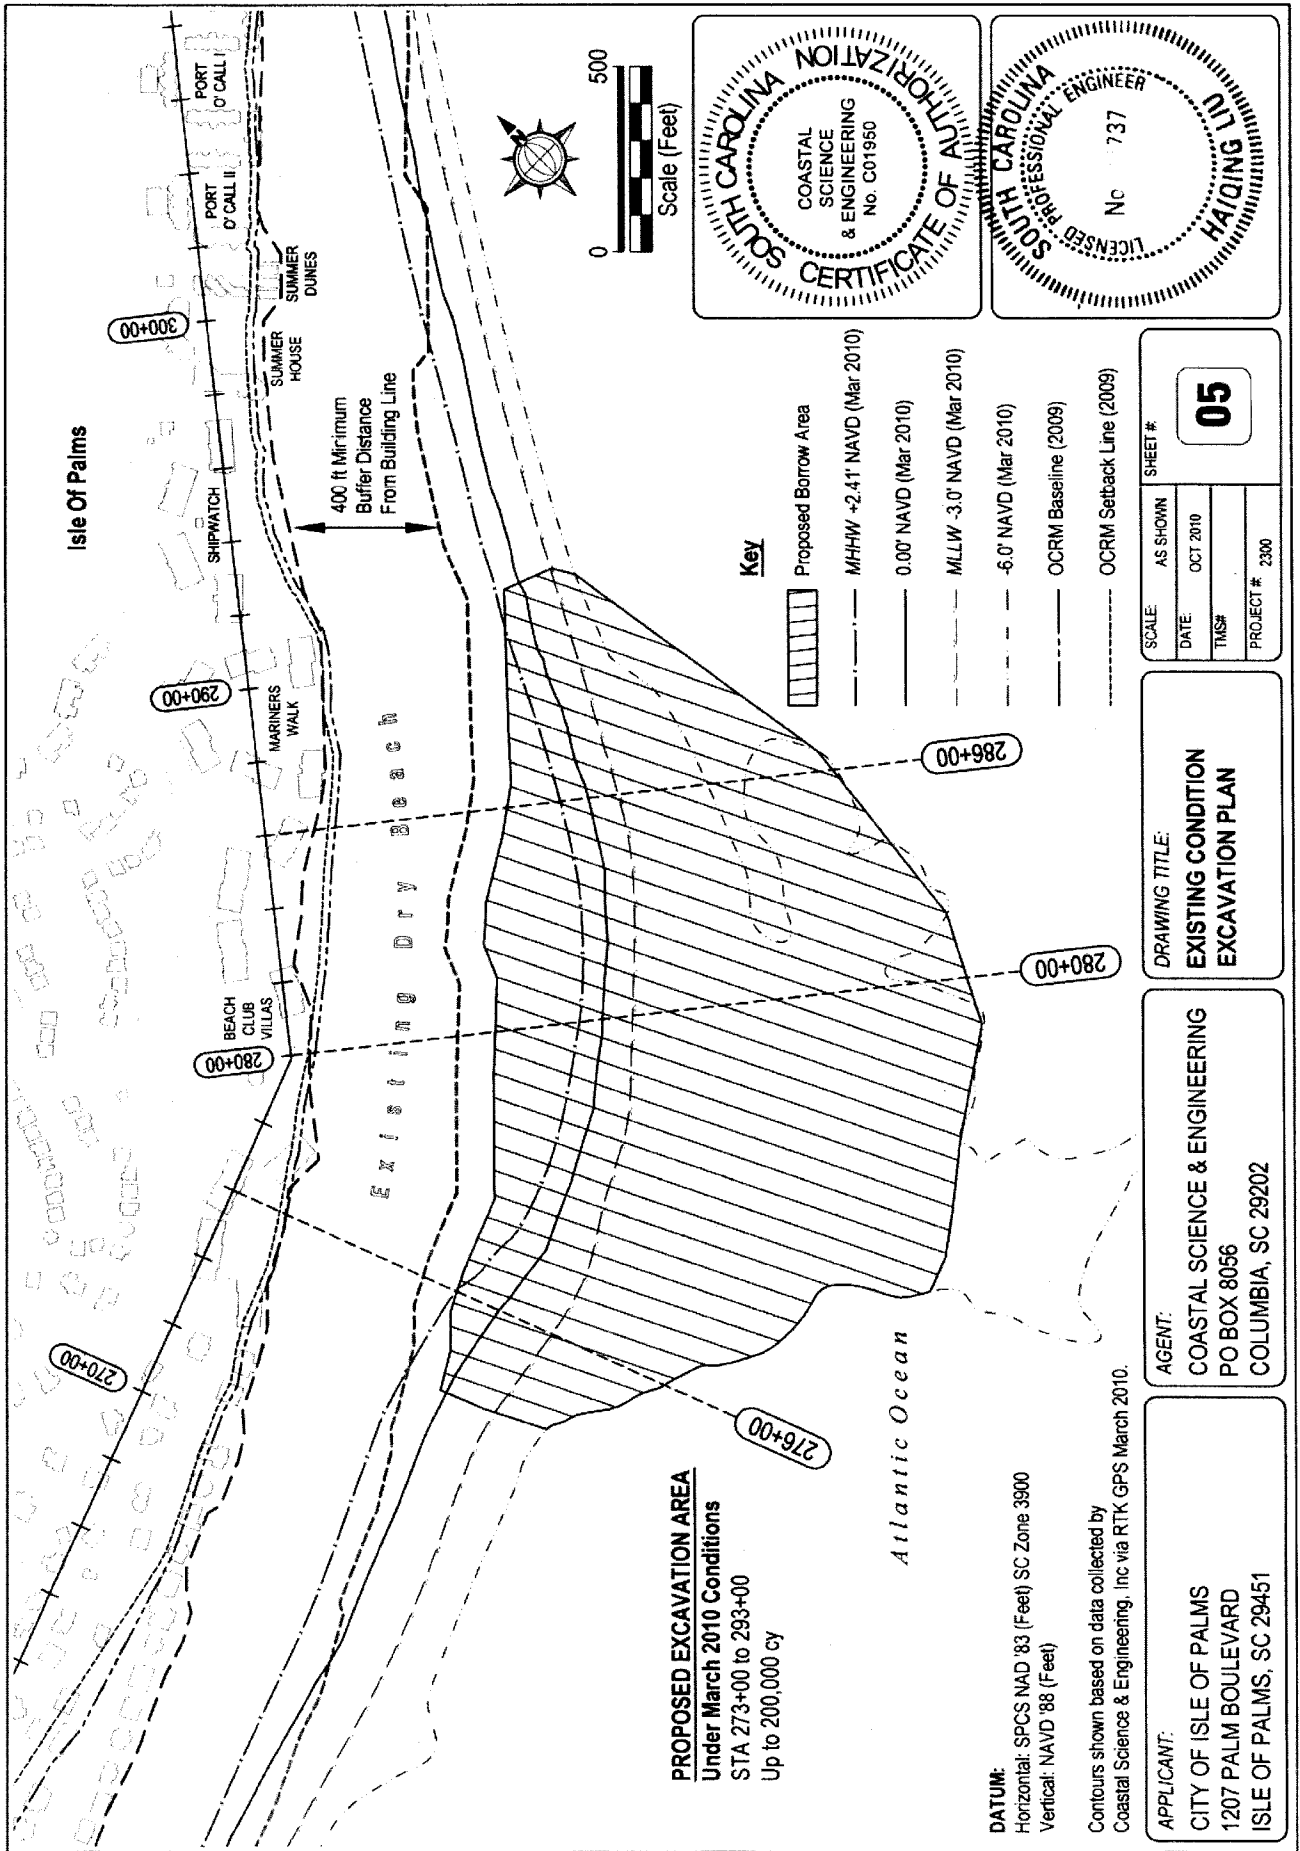 Isle Of Palms
PORT
O' CALL I
PORT
O' CALL II
SUMMER
DUNES
SUMMER
HOUSE
300+00
SHIPWATCH
290+00
MARINERS
WALK
BEACH
CLUB
VILLAS
280+00
270+00
400 ft Minimum
Buffer Distance
From Building Line
Existing Dry Beach
286+00
280+00
276+00
Atlantic Ocean
N
0
500
Scale (Feet)
PROPOSED EXCAVATION AREA
Under March 2010 Conditions
STA 273+00 to 293+00
Up to 200,000 cy
DATUM:
Horizontal: SPCS NAD '83 (Feet) SC Zone 3900
Vertical: NAVD '88 (Feet)
Contours shown based on data collected by
Coastal Science & Engineering, Inc via RTK GPS March 2010.
Key
Proposed Borrow Area
MHHW +2.41' NAVD (Mar 2010)
0.00' NAVD (Mar 2010)
MLLW -3.0' NAVD (Mar 2010)
-6.0' NAVD (Mar 2010)
OCRM Baseline (2009)
OCRM Setback Line (2009)
SOUTH CAROLINA
CERTIFICATE OF AUTHORIZATION
COASTAL
SCIENCE
& ENGINEERING
No. C01950
SOUTH CAROLINA
LICENSED PROFESSIONAL ENGINEER
No 737
HAIQING LIU
APPLICANT:
CITY OF ISLE OF PALMS
1207 PALM BOULEVARD
ISLE OF PALMS, SC 29451
AGENT:
COASTAL SCIENCE & ENGINEERING
PO BOX 8056
COLUMBIA, SC 29202
DRAWING TITLE:
EXISTING CONDITION
EXCAVATION PLAN
SCALE: AS SHOWN
DATE: OCT 2010
TMS#
PROJECT #: 2300
SHEET #:
05